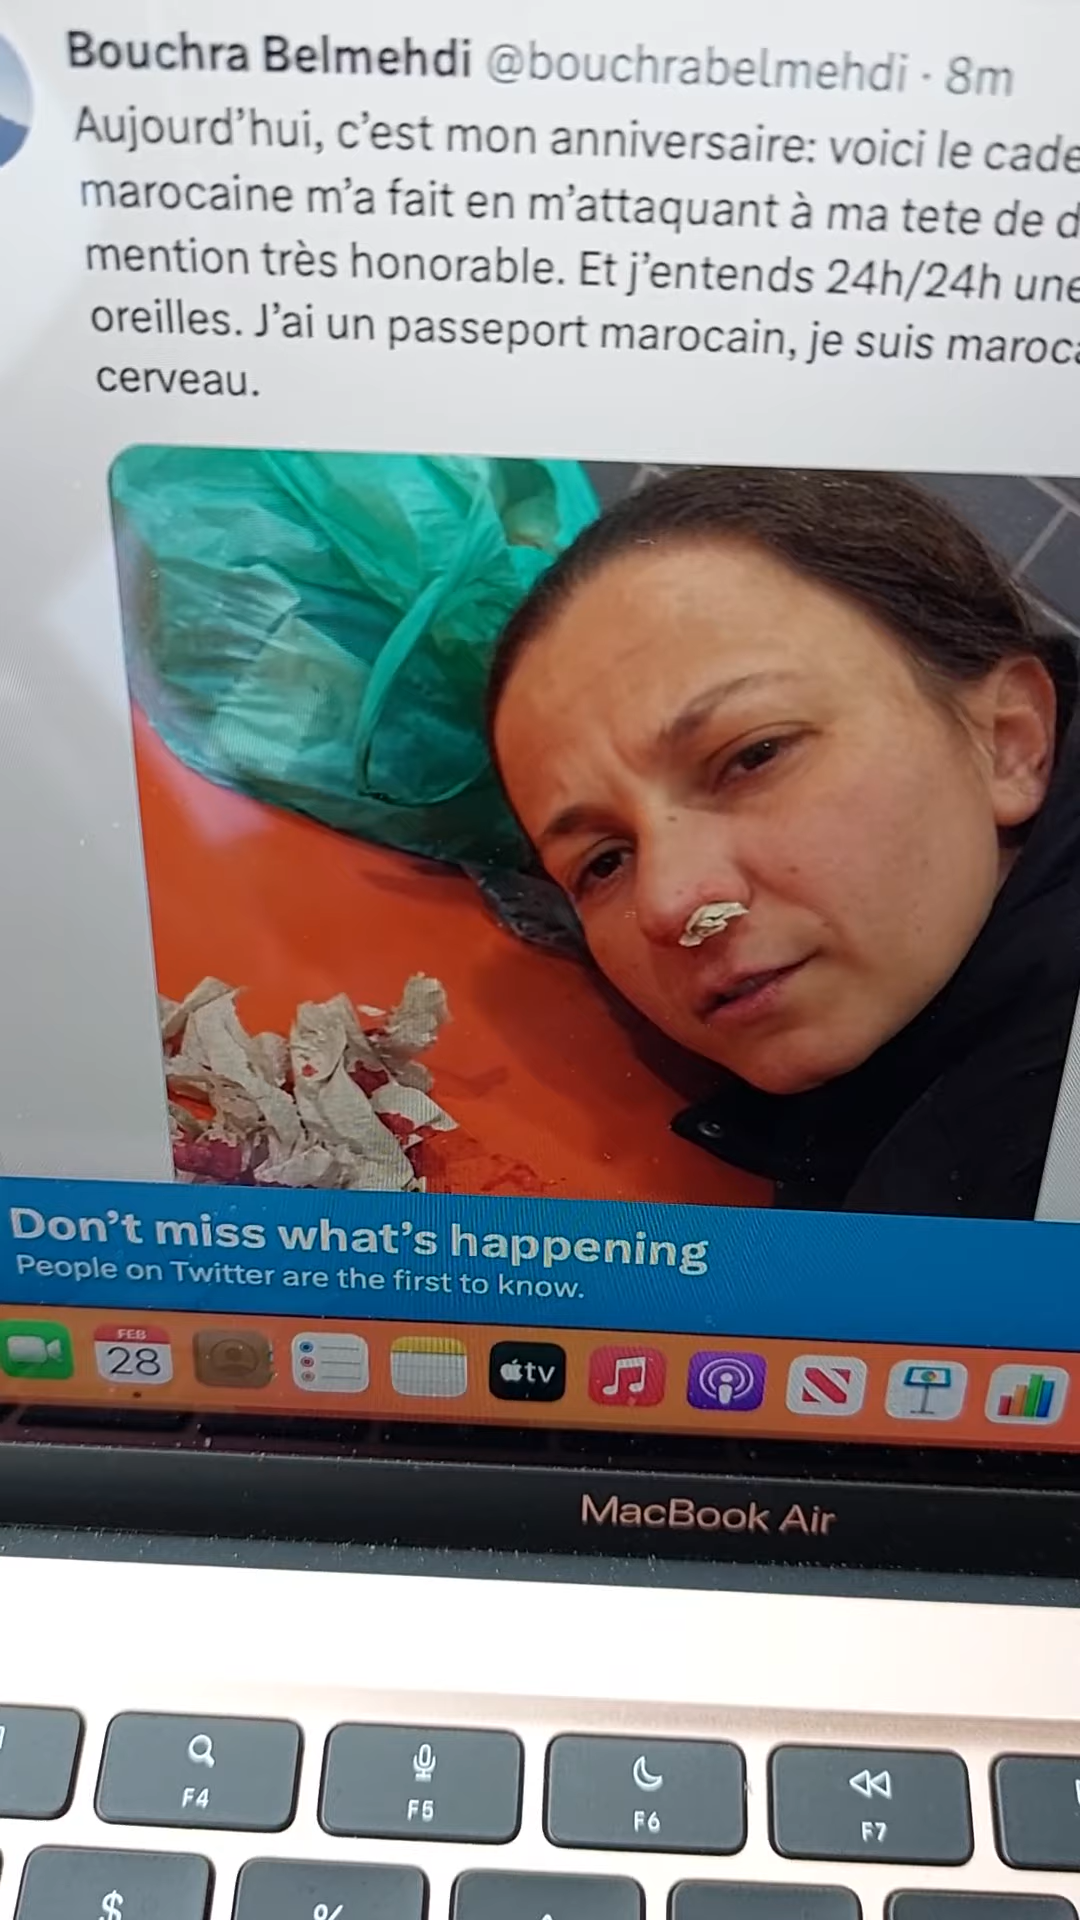 Bouchra Belmehdi @bouchrabelmehdi · 8m
Aujourd'hui, c'est mon anniversaire: voici le cade
marocaine m'a fait en m'attaquant à ma tete de d
mention très honorable. Et j'entends 24h/24h une
oreilles. J'ai un passeport marocain, je suis maroca
cerveau.
Don't miss what's happening
People on Twitter are the first to know.
FEB
28
tv
MacBook Air
F4
F5
F6
F7
$
%